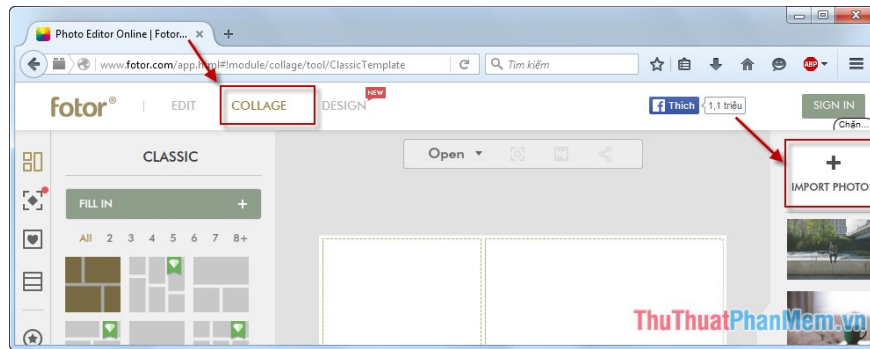 Photo Editor Online | Fotor...
www.fotor.com/app.html#!module/collage/tool/ClassicTemplate
Tìm kiếm
ABP
fotor®
EDIT
COLLAGE
DESIGN
NEW
f Thích
1,1 triệu
SIGN IN
Chặn...
CLASSIC
Open
IMPORT PHOTOS
FILL IN +
All 2 3 4 5 6 7 8+
ThuThuatPhanMem.vn